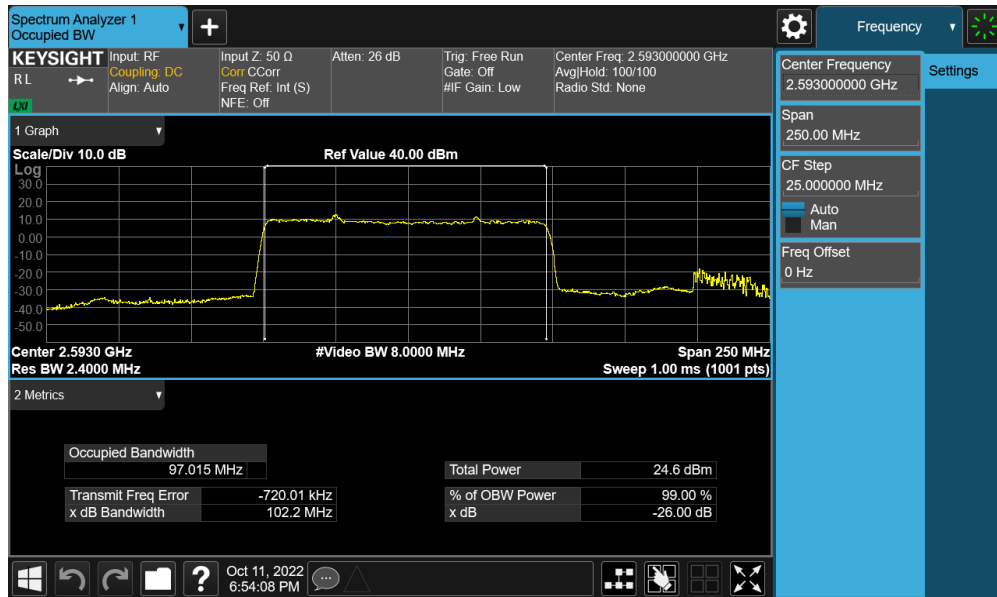 Spectrum Analyzer 1
Occupied BW
+
Frequency
KEYSIGHT
R L
LXI
Input: RF
Coupling: DC
Align: Auto
Input Z: 50 Ω
Corr CCorr
Freq Ref: Int (S)
NFE: Off
Atten: 26 dB
Trig: Free Run
Gate: Off
#IF Gain: Low
Center Freq: 2.593000000 GHz
Avg|Hold: 100/100
Radio Std: None
Center Frequency
2.593000000 GHz
Settings
Span
250.00 MHz
CF Step
25.000000 MHz
Auto
Man
Freq Offset
0 Hz
1 Graph
Scale/Div 10.0 dB
Ref Value 40.00 dBm
Log
30.0
20.0
10.0
0.00
-10.0
-20.0
-30.0
-40.0
-50.0
Center 2.5930 GHz
#Video BW 8.0000 MHz
Span 250 MHz
Res BW 2.4000 MHz
Sweep 1.00 ms (1001 pts)
2 Metrics
Occupied Bandwidth
97.015 MHz
Total Power 24.6 dBm
Transmit Freq Error -720.01 kHz
% of OBW Power 99.00 %
x dB Bandwidth 102.2 MHz
x dB -26.00 dB
?
Oct 11, 2022
6:54:08 PM